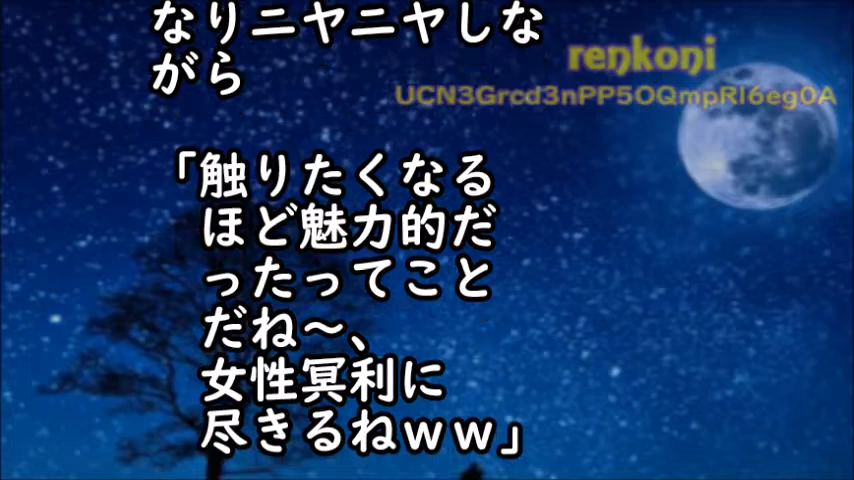 なりニヤニヤしな
がら
renkoni
UCN3Grcd3nPP5OQmpRI6eg0A
「触りたくなる
ほど魅力的だ
ったってこと
だね～、
女性冥利に
尽きるねｗｗ」